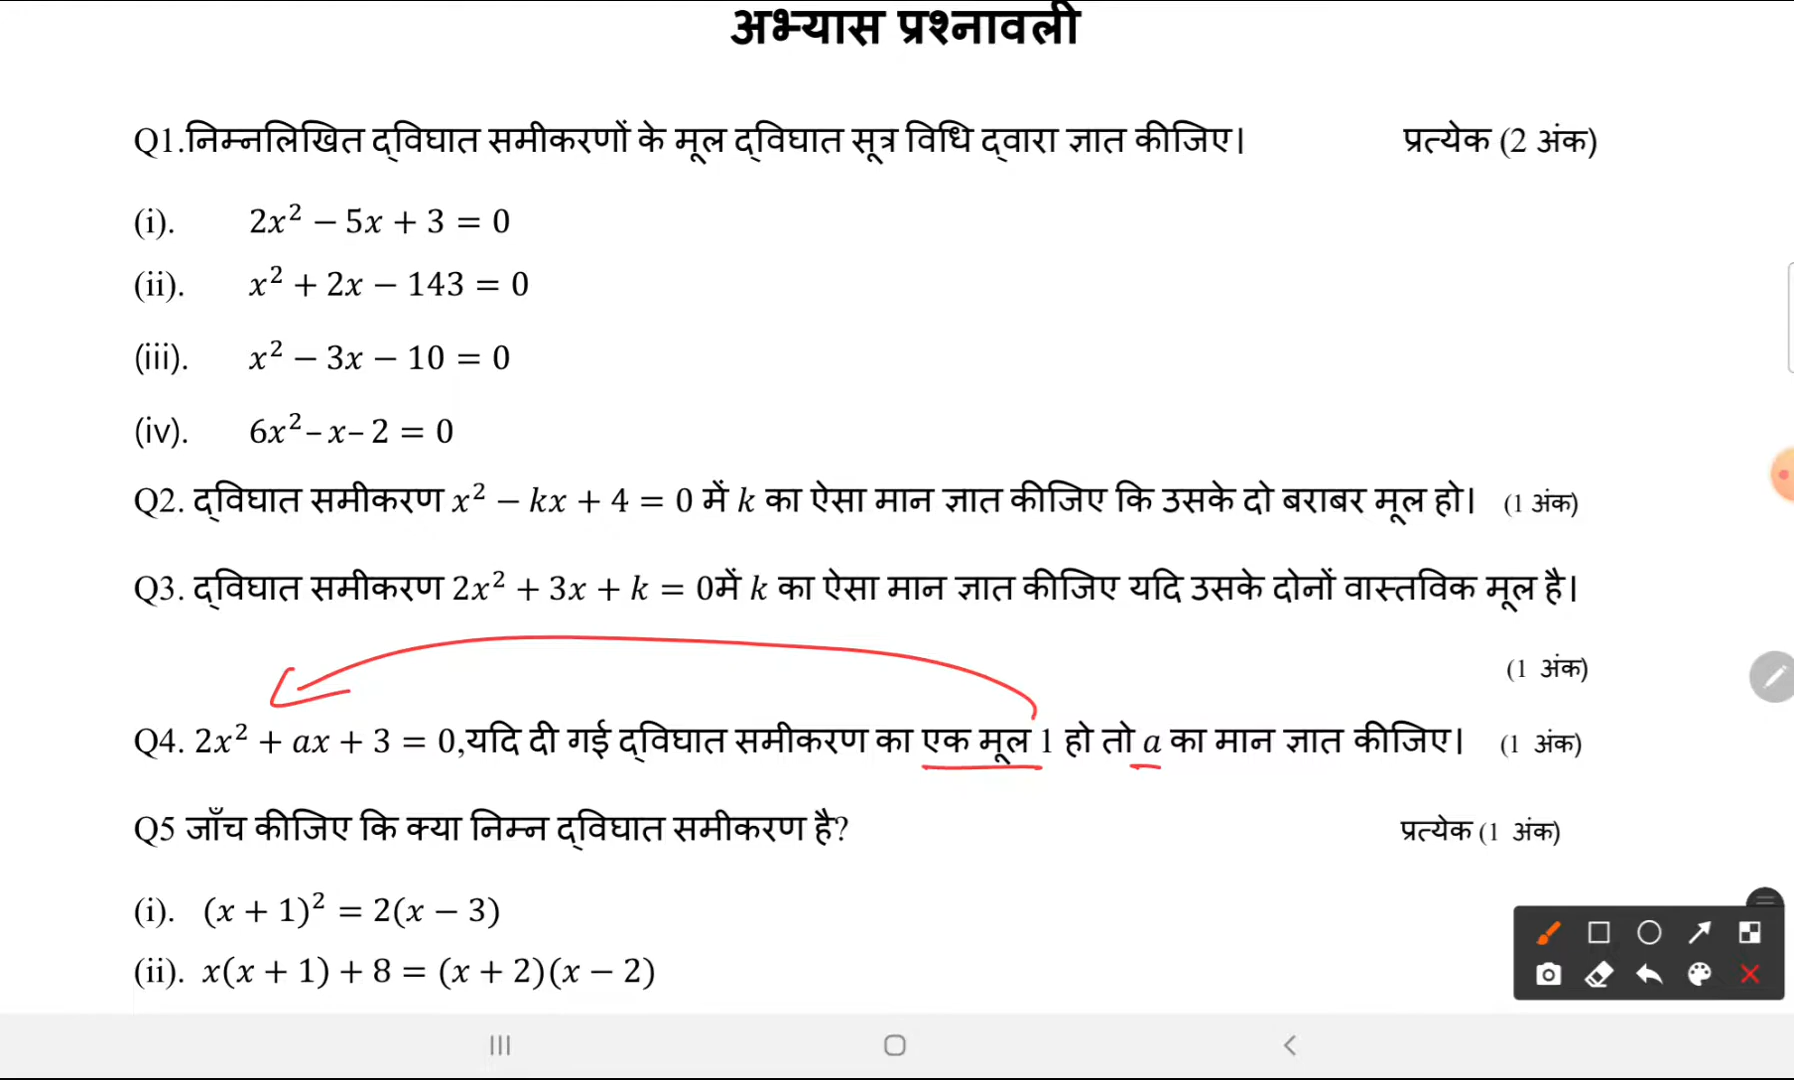 अभ्यास प्रश्नावली
Q1.निम्नलिखित द्विघात समीकरणों के मूल द्विघात सूत्र विधि द्वारा ज्ञात कीजिए। प्रत्येक (2 अंक)
(i). 2x² − 5x + 3 = 0
(ii). x² + 2x − 143 = 0
(iii). x² − 3x − 10 = 0
(iv). 6x²–x–2 = 0
Q2. द्विघात समीकरण x² − kx + 4 = 0 में k का ऐसा मान ज्ञात कीजिए कि उसके दो बराबर मूल हो। (1 अंक)
Q3. द्विघात समीकरण 2x² + 3x + k = 0में k का ऐसा मान ज्ञात कीजिए यदि उसके दोनों वास्तविक मूल है।
(1 अंक)
Q4. 2x² + ax + 3 = 0,यदि दी गई द्विघात समीकरण का एक मूल 1 हो तो a का मान ज्ञात कीजिए। (1 अंक)
Q5 जाँच कीजिए कि क्या निम्न द्विघात समीकरण है? प्रत्येक (1 अंक)
(i). (x + 1)² = 2(x − 3)
(ii). x(x + 1) + 8 = (x + 2)(x − 2)